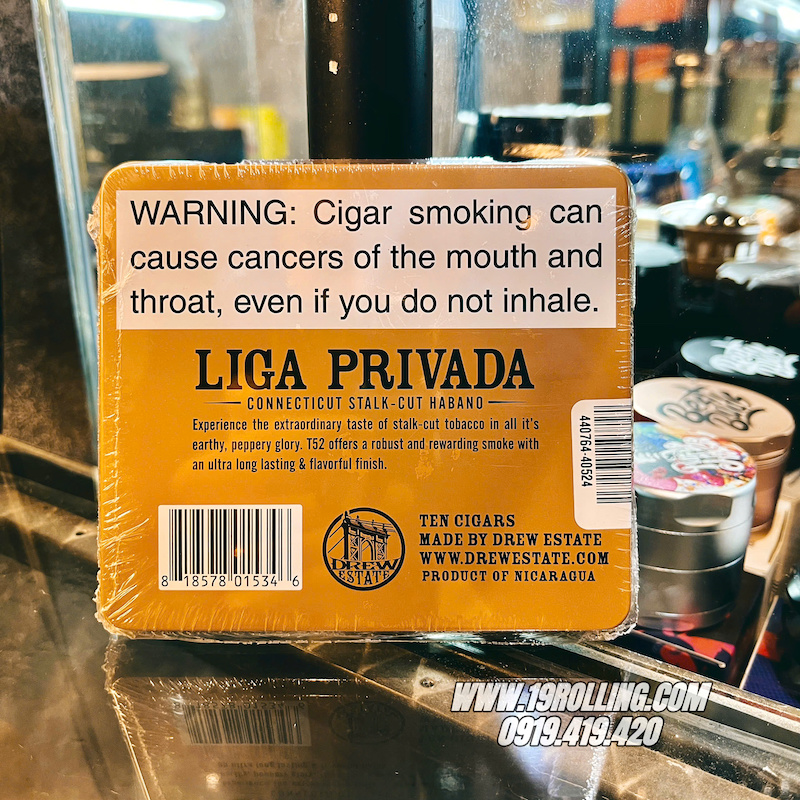 WARNING: Cigar smoking can
cause cancers of the mouth and
throat, even if you do not inhale.
LIGA PRIVADA
CONNECTICUT STALK-CUT HABANO
Experience the extraordinary taste of stalk-cut tobacco in all it's
earthy, peppery glory. T52 offers a robust and rewarding smoke with
an ultra long lasting & flavorful finish.
440764-40524
8 18578 01534 6
DREW
ESTATE
TEN CIGARS
MADE BY DREW ESTATE
WWW.DREWESTATE.COM
PRODUCT OF NICARAGUA
WWW.19ROLLING.COM
0919.419.420